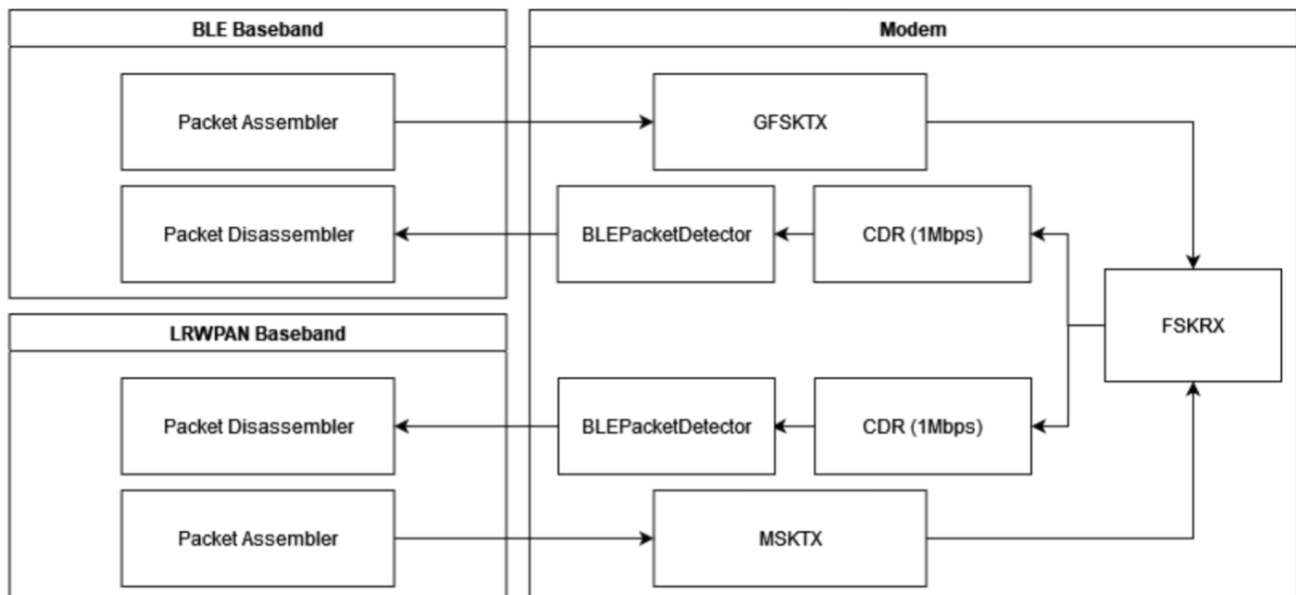 BLE Baseband
Packet Assembler
Packet Disassembler
LRWPAN Baseband
Packet Disassembler
Packet Assembler
Modem
GFSKTX
BLEPacketDetector
CDR (1Mbps)
FSKRX
BLEPacketDetector
CDR (1Mbps)
MSKTX